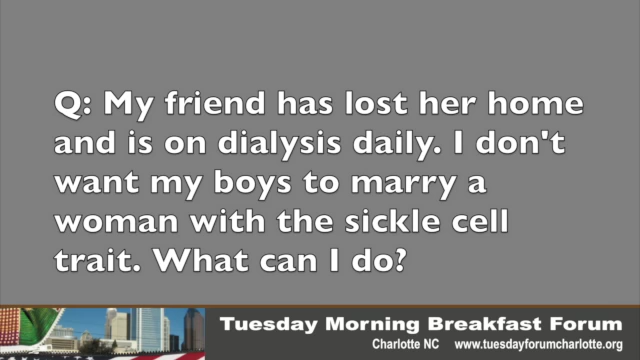 Q: My friend has lost her home
and is on dialysis daily. I don't
want my boys to marry a
woman with the sickle cell
trait. What can I do?
Tuesday Morning Breakfast Forum
Charlotte NC www.tuesdayforumcharlotte.org